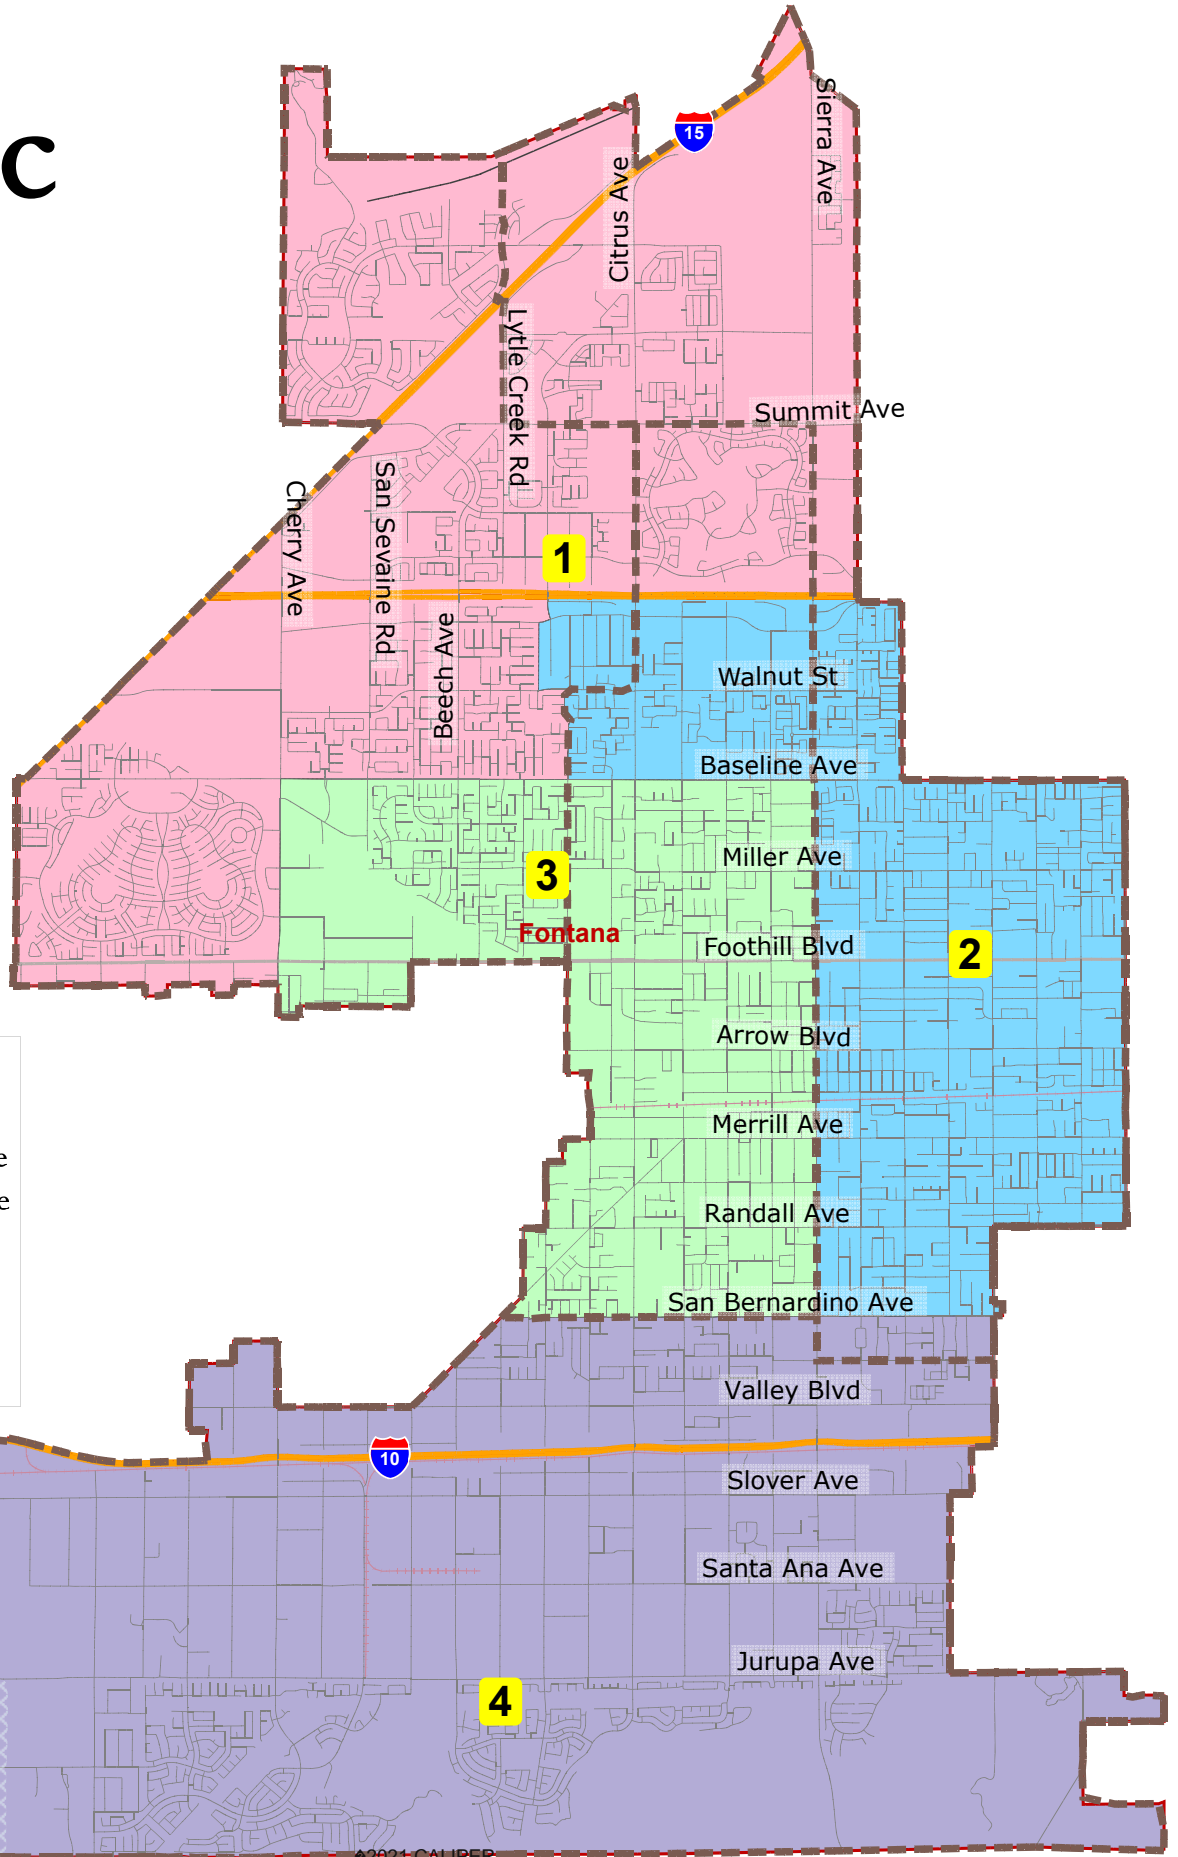 C
15
Sierra Ave
Citrus Ave
Lytle Creek Rd
Summit Ave
San Sevaine Rd
Cherry Ave
1
Beech Ave
Walnut St
Baseline Ave
Miller Ave
3
Fontana
Foothill Blvd
2
Arrow Blvd
Merrill Ave
e
e
Randall Ave
San Bernardino Ave
Valley Blvd
10
Slover Ave
Santa Ana Ave
Jurupa Ave
4
©2021 CALIPER